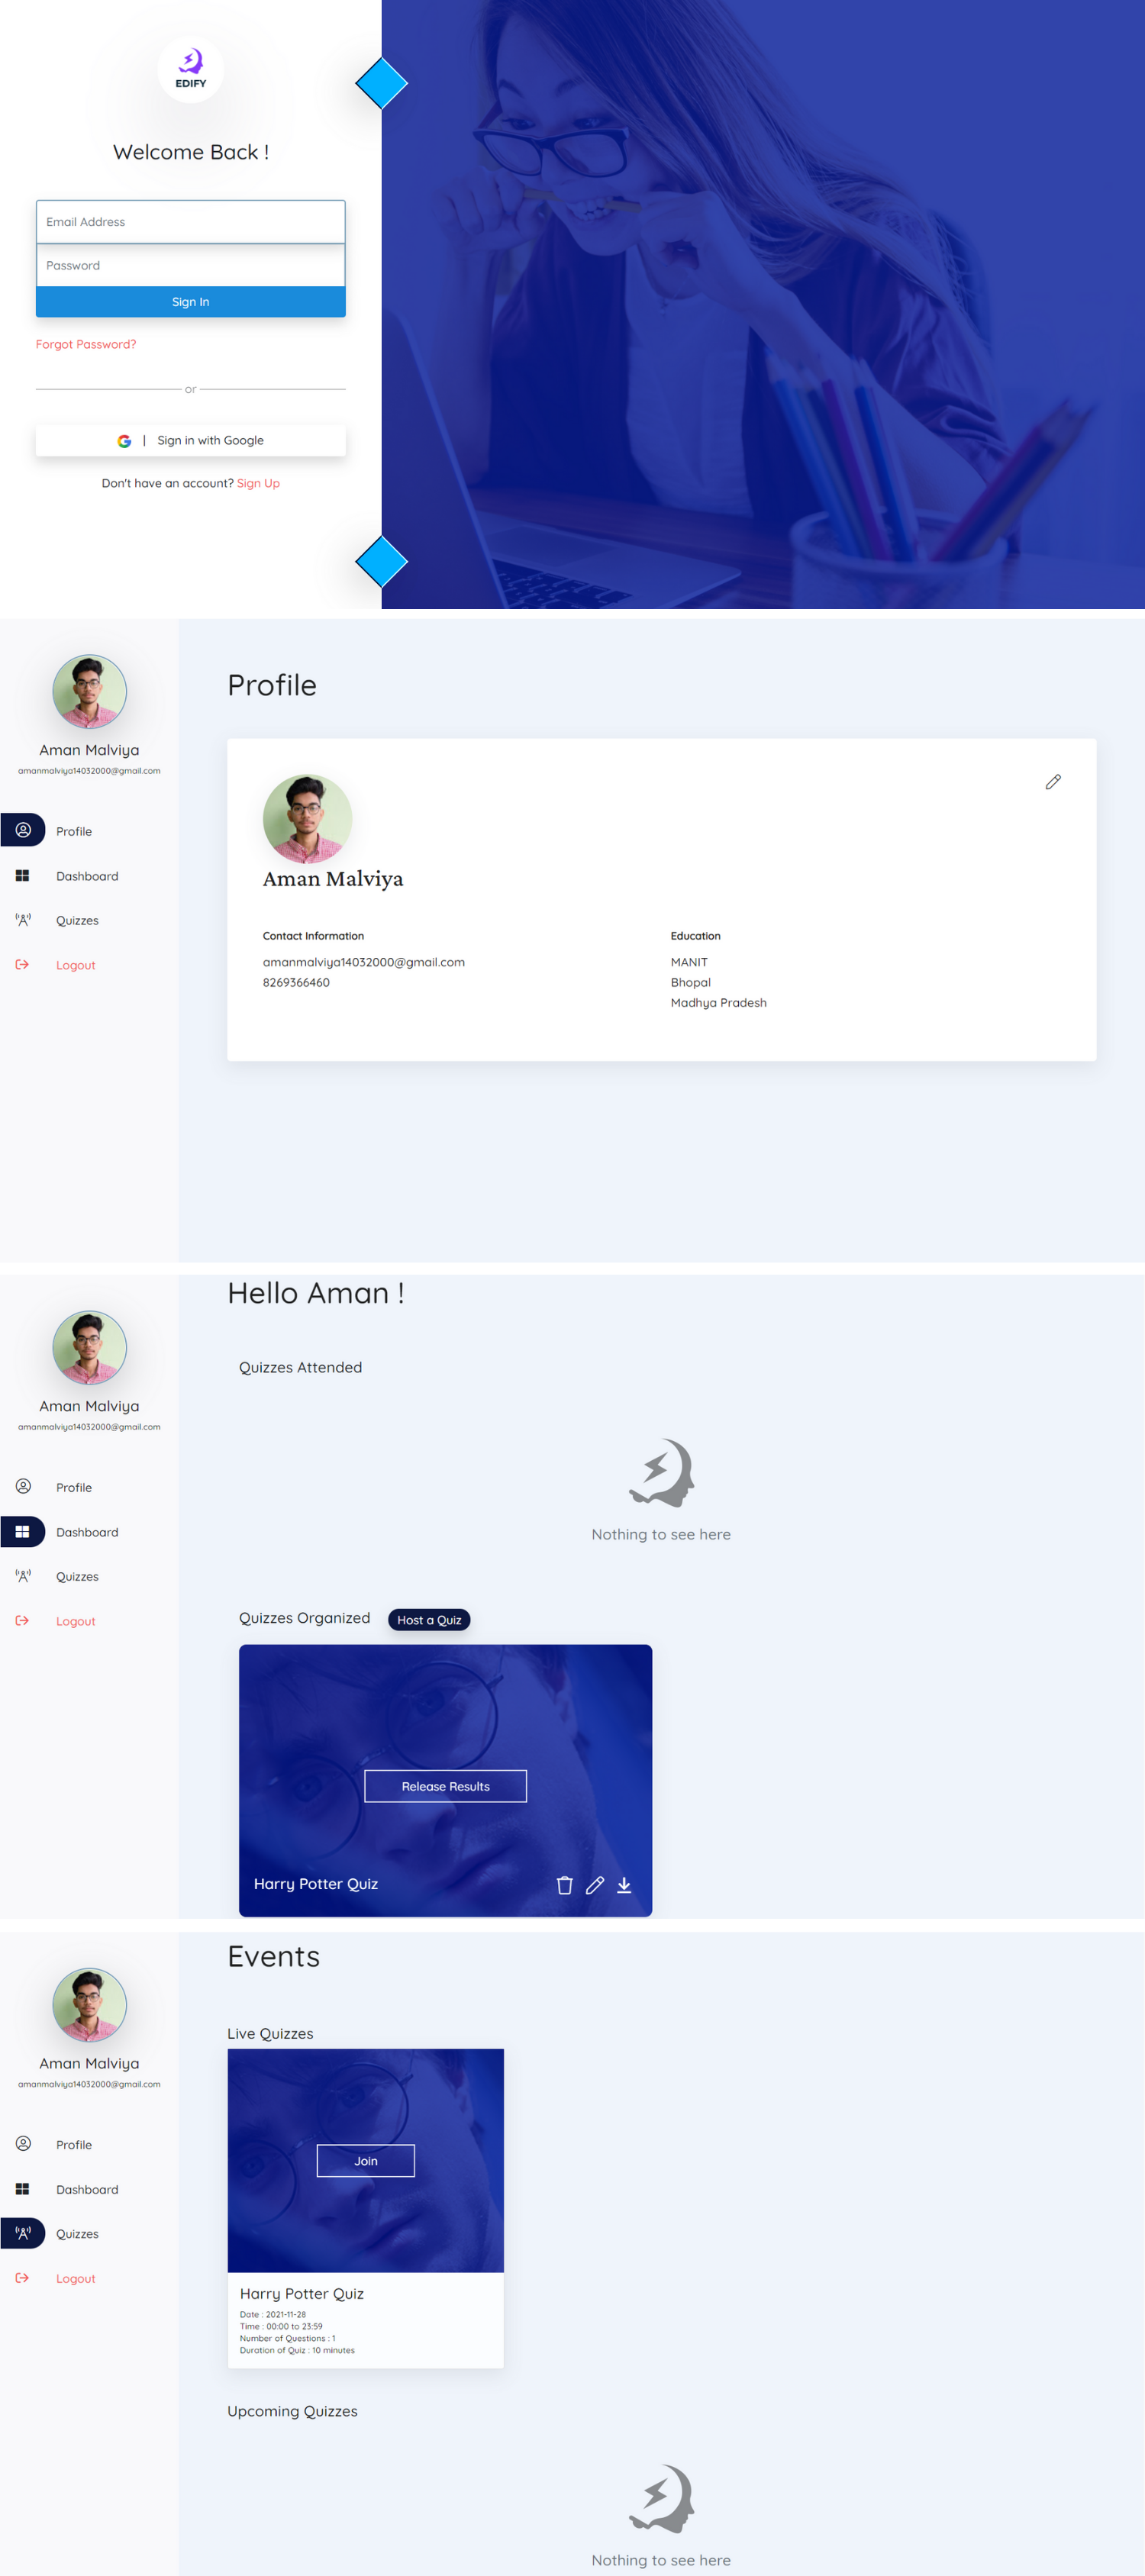 EDIFY
Welcome Back !
Email Address
Password
Sign In
Forgot Password?
or
| Sign in with Google
Don't have an account? Sign Up
Aman Malviya
amanmalviya14032000@gmail.com
Profile
Dashboard
Quizzes
Logout
Profile
Aman Malviya
Contact Information
amanmalviya14032000@gmail.com
8269366460
Education
MANIT
Bhopal
Madhya Pradesh
Aman Malviya
amanmalviya14032000@gmail.com
Profile
Dashboard
Quizzes
Logout
Hello Aman !
Quizzes Attended
Nothing to see here
Quizzes Organized
Host a Quiz
Release Results
Harry Potter Quiz
Aman Malviya
amanmalviya14032000@gmail.com
Profile
Dashboard
Quizzes
Logout
Events
Live Quizzes
Join
Harry Potter Quiz
Date : 2021-11-28
Time : 00:00 to 23:59
Number of Questions : 1
Duration of Quiz : 10 minutes
Upcoming Quizzes
Nothing to see here